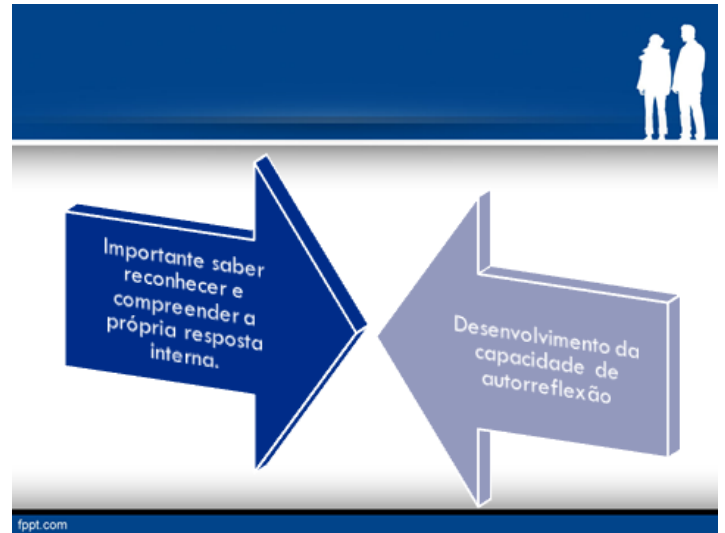 Importante saber
reconhecer e
compreender a
própria resposta
interna.
Desenvolvimento da
capacidade de
autorreflexão
fppt.com